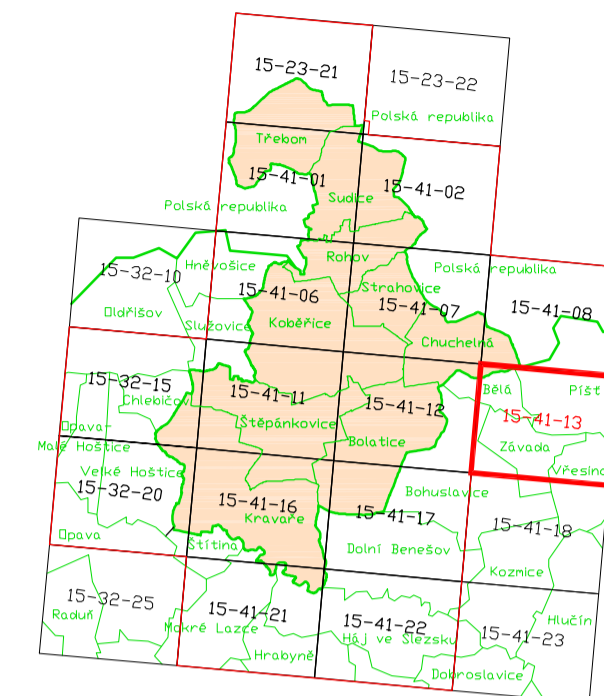 15-23-21
15-23-22
Polská republika
Třebom
15-41-01
15-41-02
Sudice
Polská republika
Rohov
Hněvošice
Polská republika
15-32-10
15-41-06
Strahovice
15-41-07
15-41-08
Oldřišov
Služovice
Kobeřice
Chuchelná
15-32-15
15-41-11
15-41-12
Bělá
Píšť
15-41-13
Chlebičov
Štěpánkovice
Opava-
Malé Hoštice
Bolatice
Závada
Velké Hoštice
Vřesina
15-32-20
Bohuslavice
15-41-16
Kravaře
15-41-17
15-41-18
Opava
Štítina
Dolní Benešov
Kozmice
15-32-25
15-41-21
15-41-22
15-41-23
Raduň
Mokré Lazce
Háj ve Slezsku
Hlučín
Hrabyně
Dobroslavice